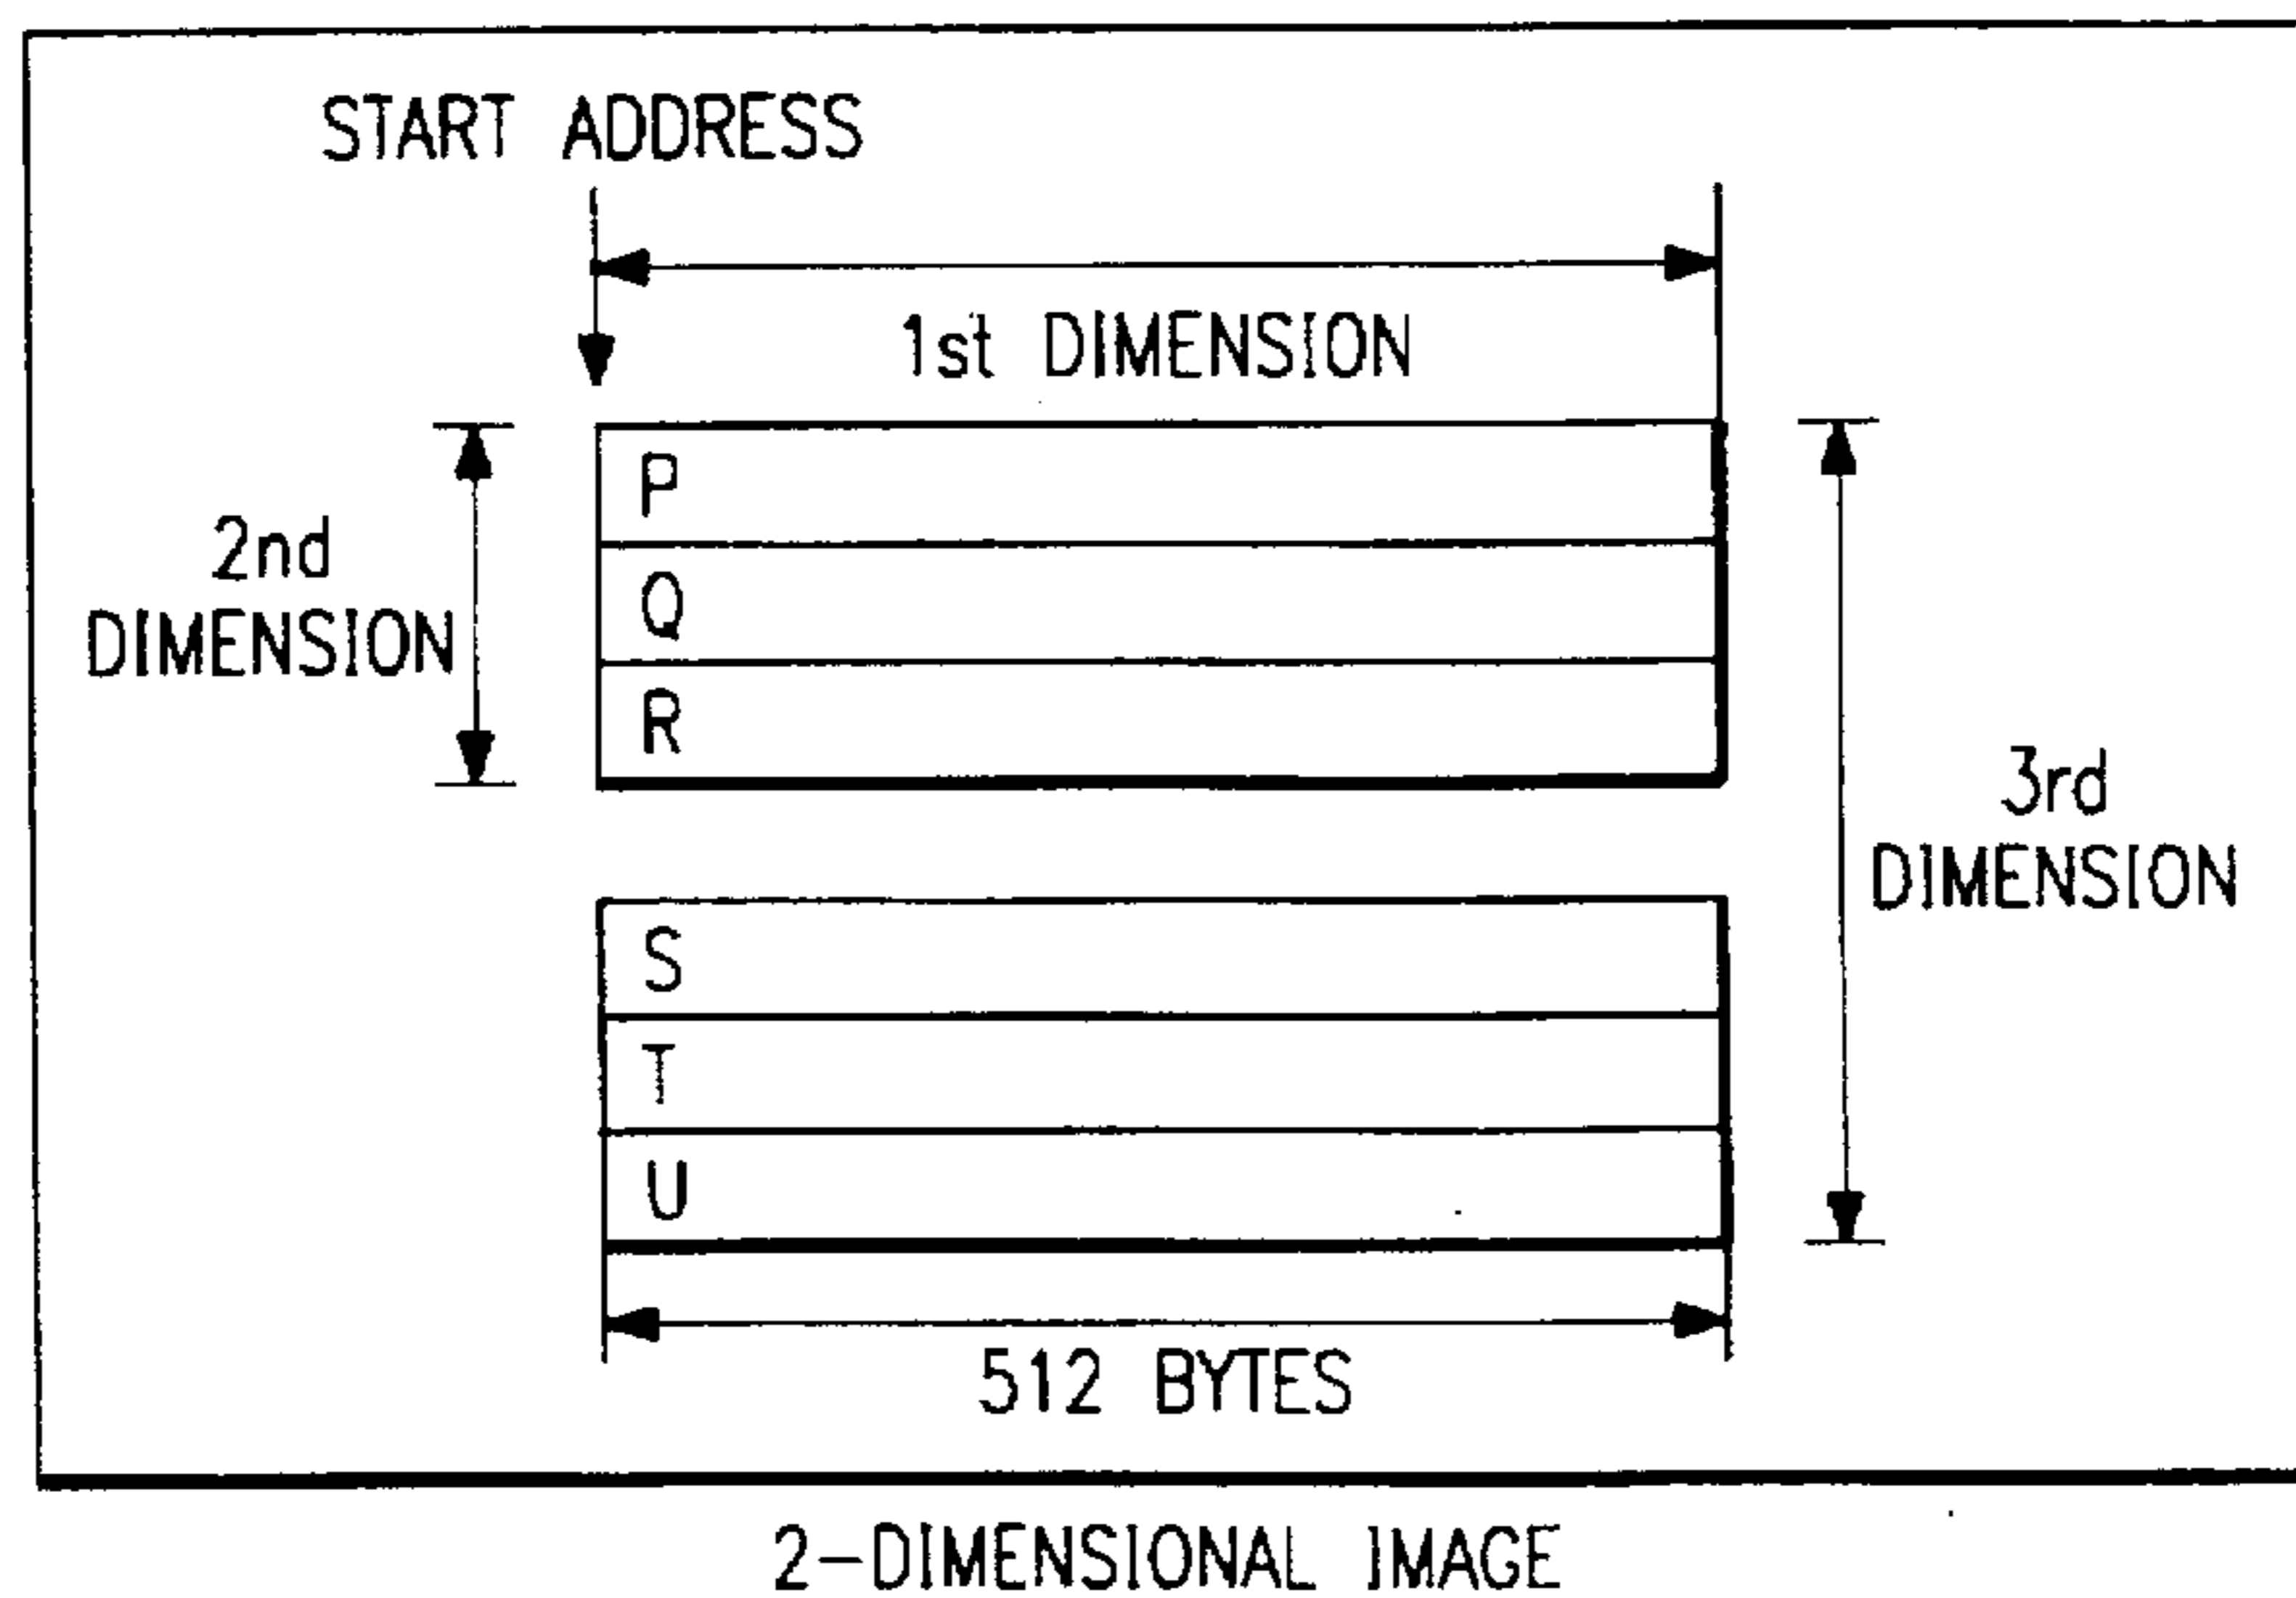 START ADDRESS
1st DIMENSION
2nd
DIMENSION
P
Q
R
3rd
DIMENSION
S
T
U
512 BYTES
2-DIMENSIONAL IMAGE